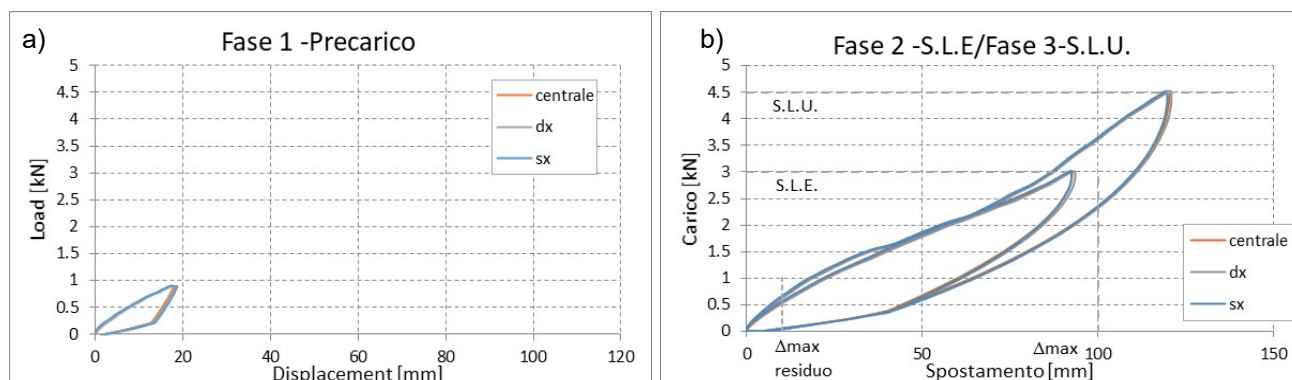 a)
Fase 1 -Precarico
5
4.5
4
3.5
3
2.5
2
1.5
1
0.5
0
Load [kN]
centrale
dx
sx
0 20 40 60 80 100 120
Displacement [mm]
b)
Fase 2 -S.L.E/Fase 3-S.L.U.
5
4.5
4
3.5
3
2.5
2
1.5
1
0.5
0
Carico [kN]
S.L.U.
S.L.E.
centrale
dx
sx
0 50 100 150
Δmax residuo
Δmax
Spostamento [mm]